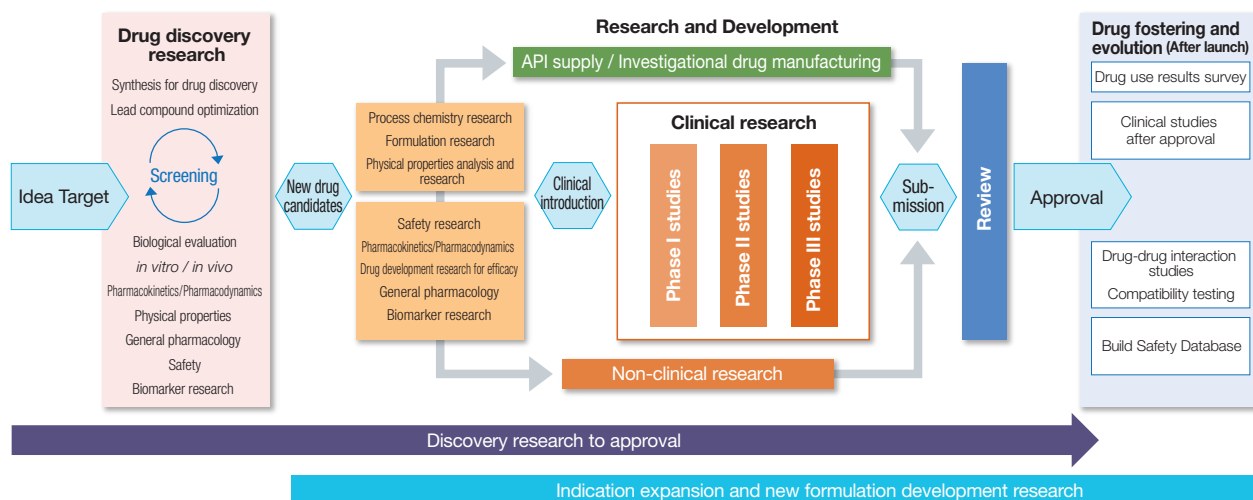 Idea Target
Drug discovery
research
Synthesis for drug discovery
Lead compound optimization
Screening
Biological evaluation
in vitro / in vivo
Pharmacokinetics/Pharmacodynamics
Physical properties
General pharmacology
Safety
Biomarker research
New drug
candidates
Research and Development
API supply / Investigational drug manufacturing
Process chemistry research
Formulation research
Physical properties analysis and
research
Safety research
Pharmacokinetics/Pharmacodynamics
Drug development research for efficacy
General pharmacology
Biomarker research
Clinical
introduction
Clinical research
Phase I studies
Phase II studies
Phase III studies
Non-clinical research
Sub-
mission
Review
Approval
Drug fostering and
evolution (After launch)
Drug use results survey
Clinical studies
after approval
Drug-drug interaction
studies
Compatibility testing
Build Safety Database
Discovery research to approval
Indication expansion and new formulation development research